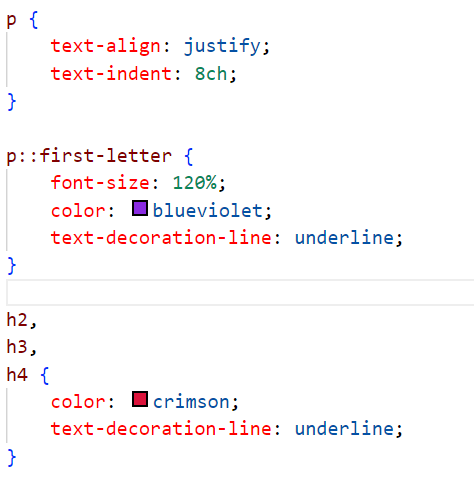 p {
    text-align: justify;
    text-indent: 8ch;
}

p::first-letter {
    font-size: 120%;
    color: blueviolet;
    text-decoration-line: underline;
}

h2,
h3,
h4 {
    color: crimson;
    text-decoration-line: underline;
}